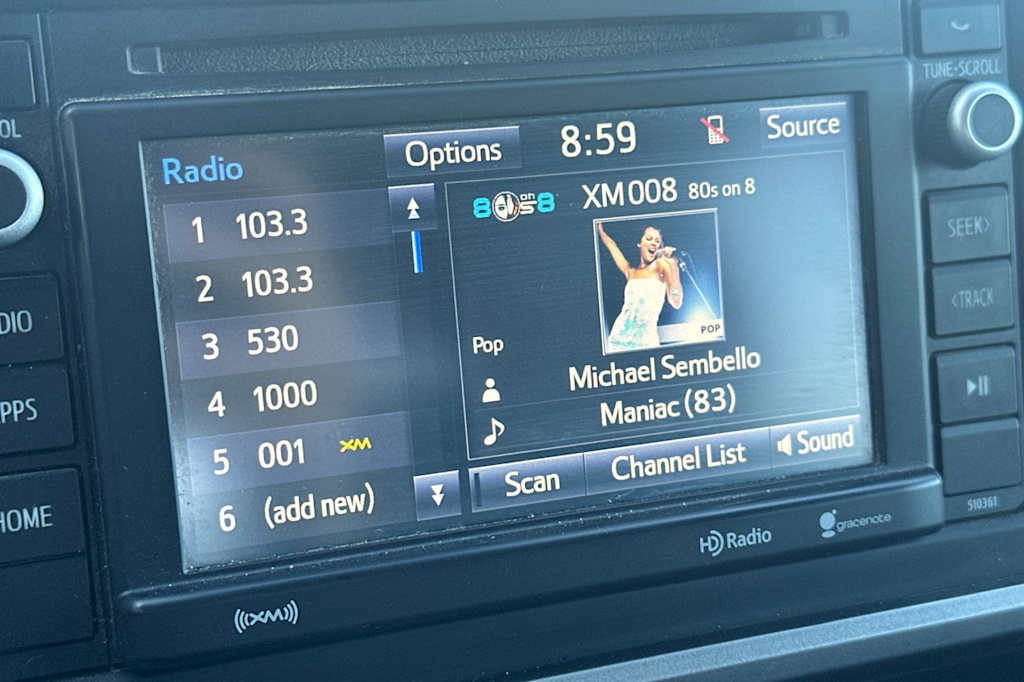 TUNE•SCROLL
OL
Radio
Options
8:59
Source
1 103.3
2 103.3
3 530
4 1000
5 001 XM
6 (add new)
80s on 8
XM008 80s on 8
POP
Pop
Michael Sembello
Maniac (83)
Scan
Channel List
Sound
SEEK>
<TRACK
DIO
PPS
HOME
510361
HD Radio
gracenote
((XM))